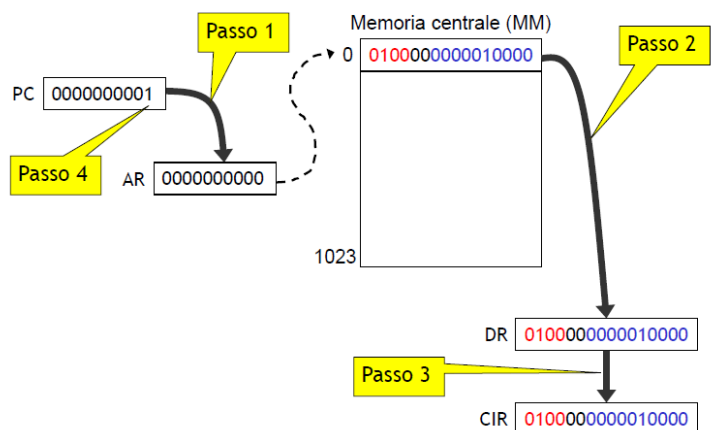 Passo 1
Memoria centrale (MM)
Passo 2
0 0100000000010000
PC 0000000001
Passo 4
AR 0000000000
1023
DR 0100000000010000
Passo 3
CIR 0100000000010000